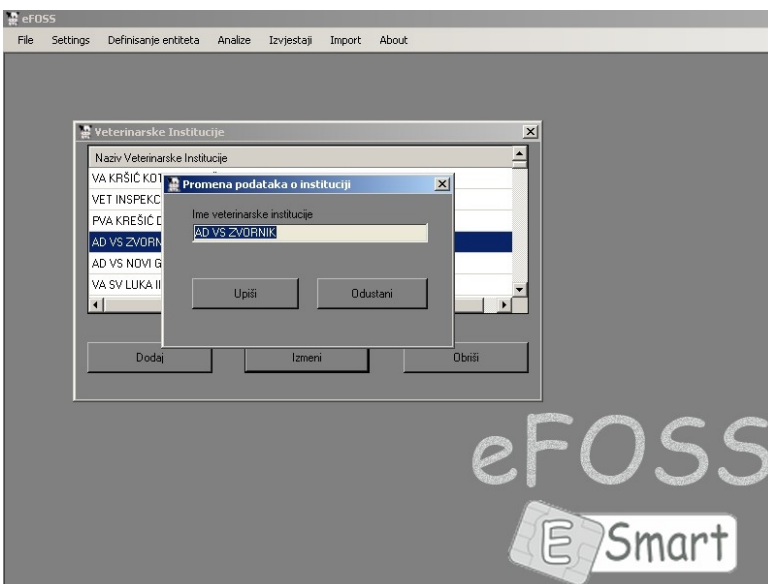 eFOSS
File Settings Definisanje entiteta Analize Izvjestaji Import About
Veterinarske Institucije
Naziv Veterinarske Institucije
VA KRŠIĆ KOT
Promena podataka o instituciji
VET INSPEKC
Ime veterinarske institucije
PVA KREŠIĆ D
AD VS ZVORNIK
AD VS ZVORN
AD VS NOVI G
VA SV LUKA II
Upiši Odustani
Dodaj Izmeni Obriši
eFOSS
E Smart